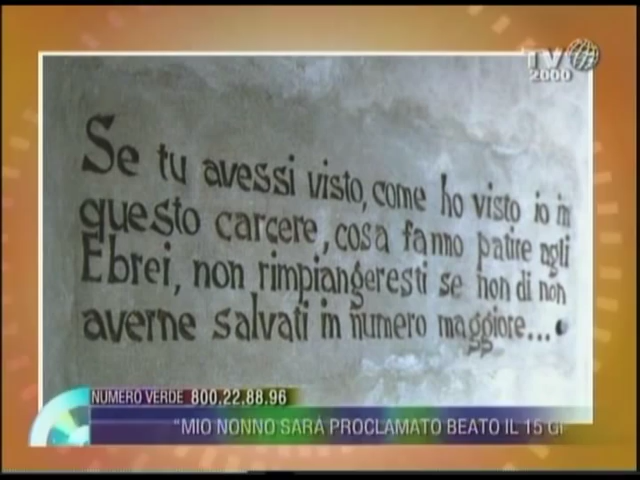 TV
2000
Se tu avessi visto, come ho visto io in
questo carcere, cosa fanno patire agli
Ebrei, non rimpiangeresti se non di non
averne salvati in numero maggiore...
NUMERO VERDE 800.22.88.96
"MIO NONNO SARÀ PROCLAMATO BEATO IL 15 GI